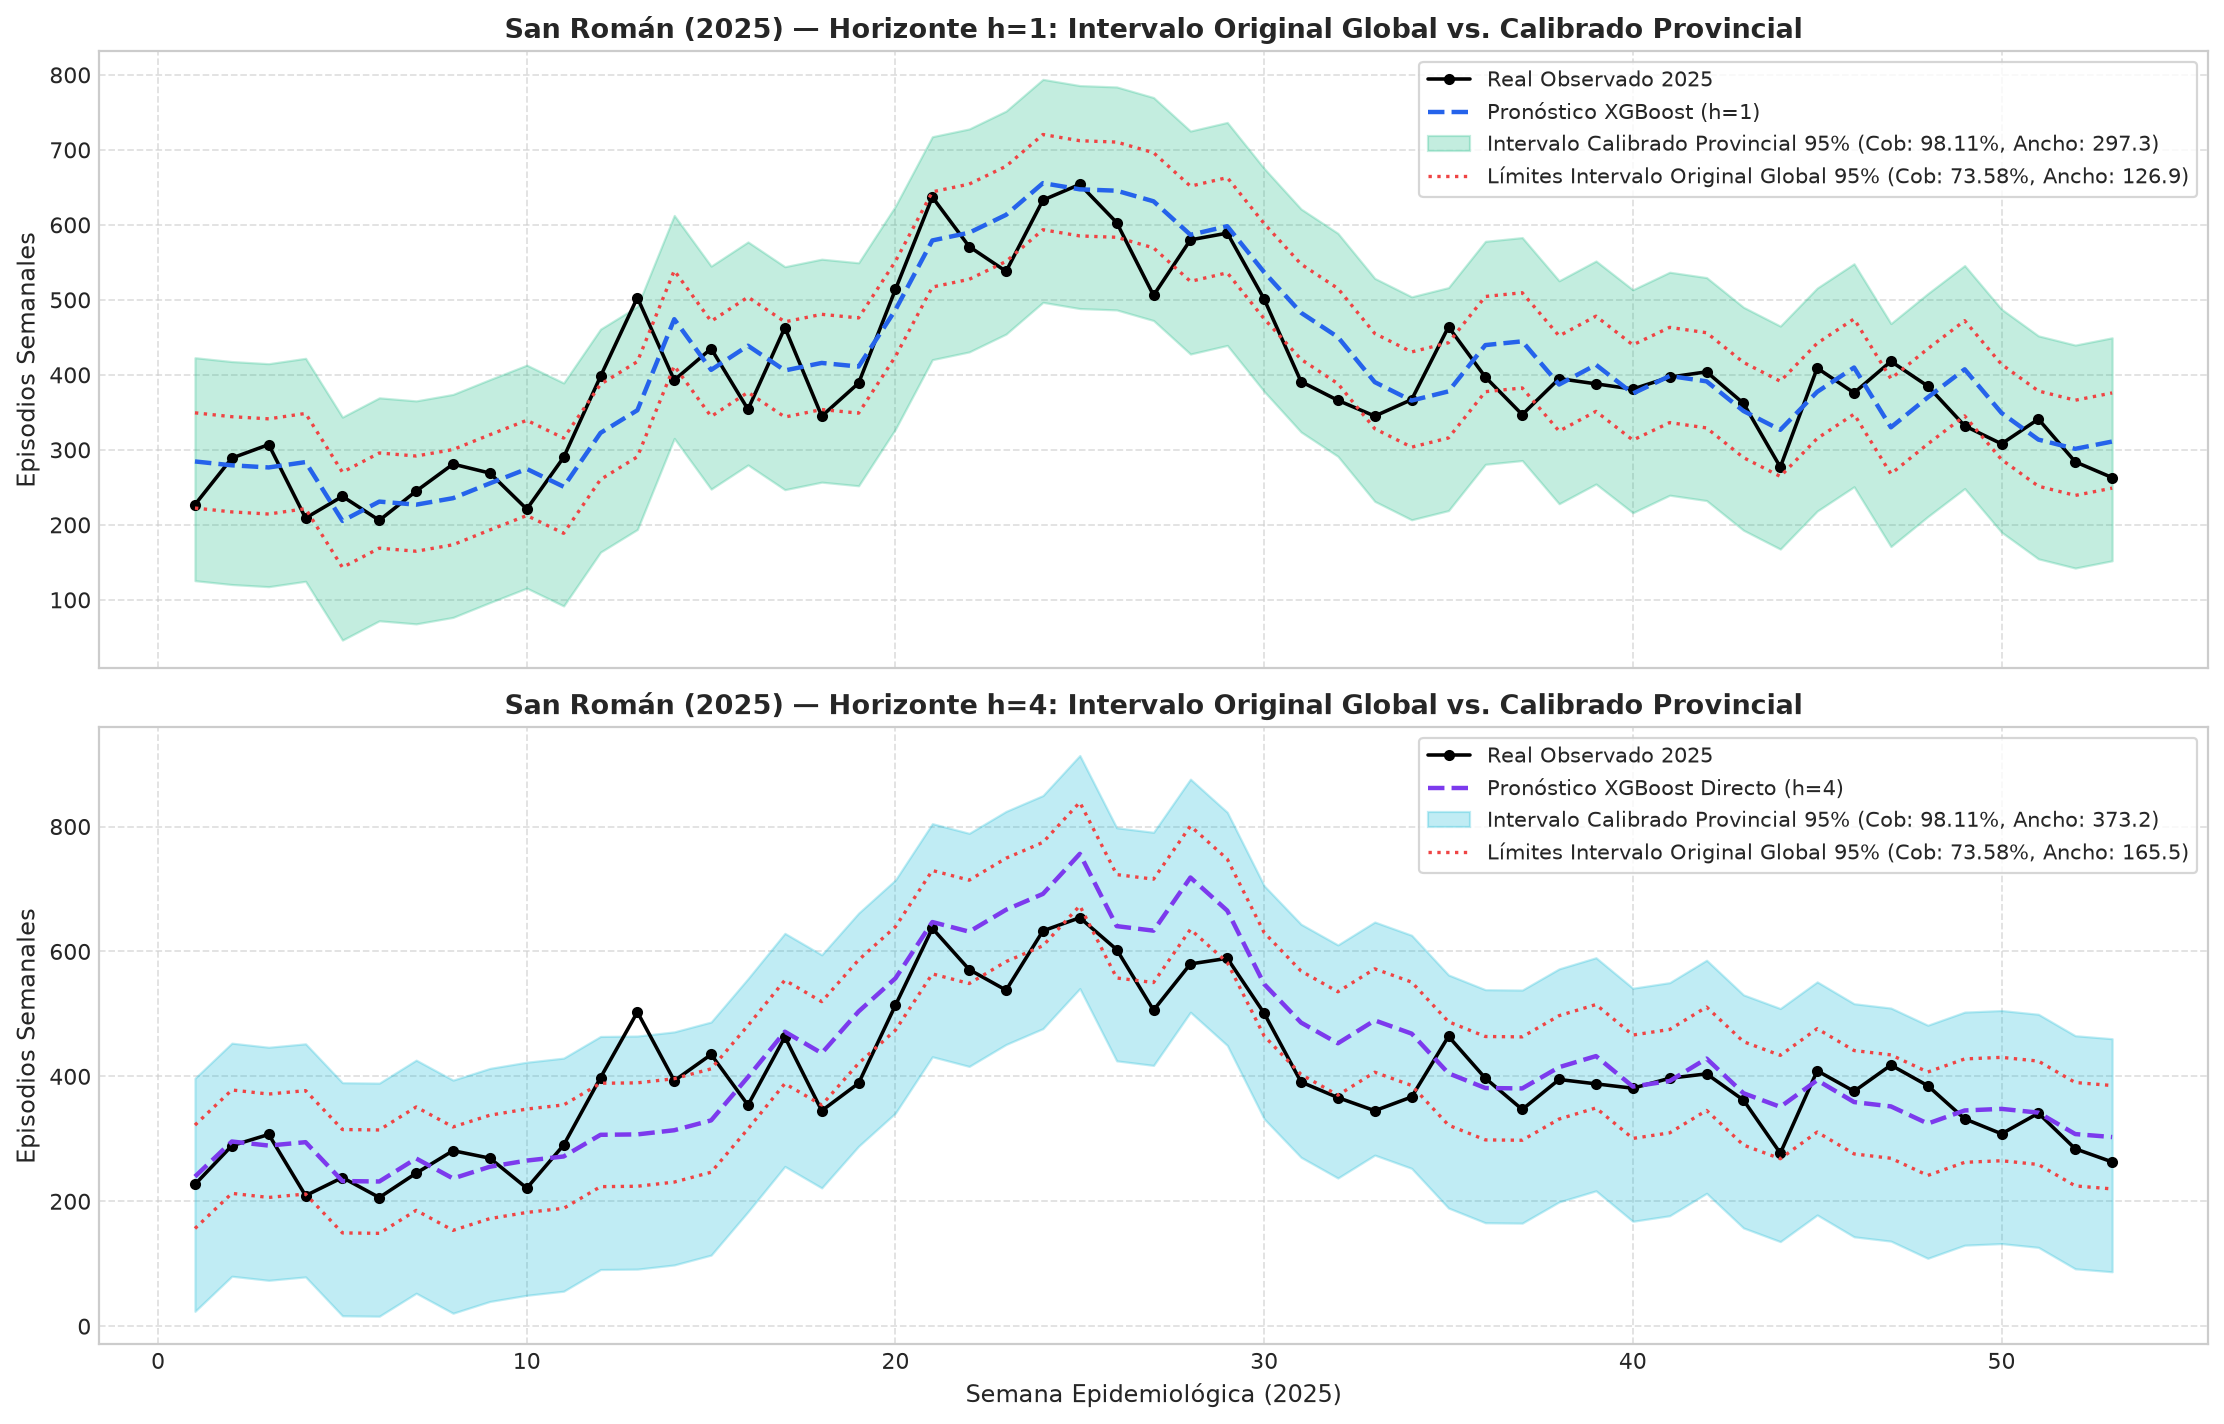 San Román (2025) — Horizonte h=1: Intervalo Original Global vs. Calibrado Provincial
Real Observado 2025
Pronóstico XGBoost (h=1)
Intervalo Calibrado Provincial 95% (Cob: 98.11%, Ancho: 297.3)
Límites Intervalo Original Global 95% (Cob: 73.58%, Ancho: 126.9)
Episodios Semanales
800
700
600
500
400
300
200
100
San Román (2025) — Horizonte h=4: Intervalo Original Global vs. Calibrado Provincial
Real Observado 2025
Pronóstico XGBoost Directo (h=4)
Intervalo Calibrado Provincial 95% (Cob: 98.11%, Ancho: 373.2)
Límites Intervalo Original Global 95% (Cob: 73.58%, Ancho: 165.5)
Episodios Semanales
800
600
400
200
0
0 10 20 30 40 50
Semana Epidemiológica (2025)